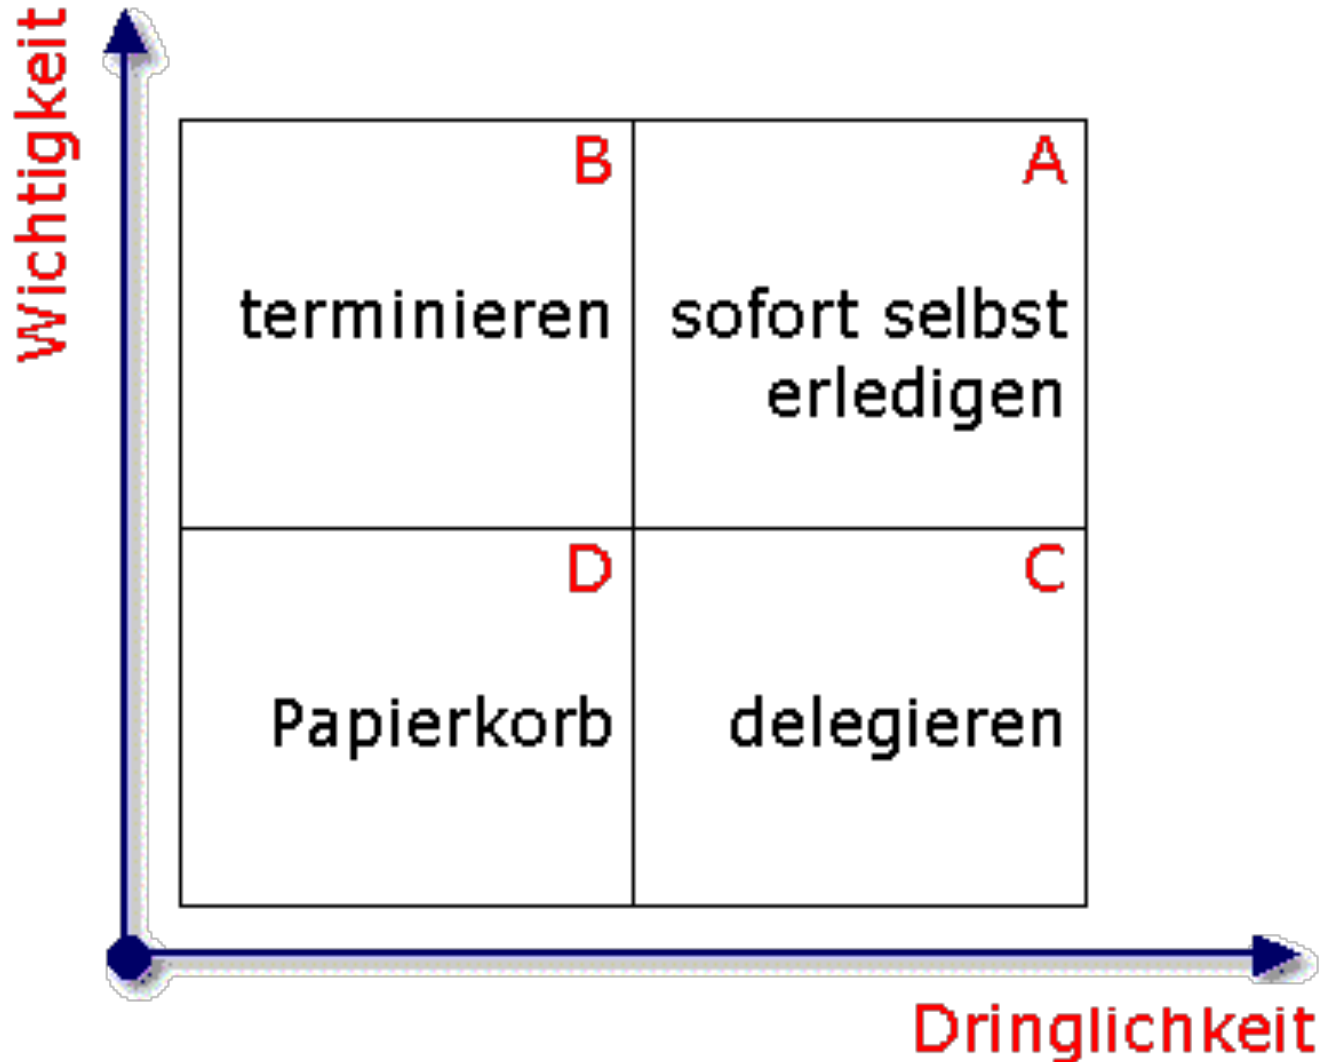 Wichtigkeit
B
A
terminieren
sofort selbst
erledigen
D
C
Papierkorb
delegieren
Dringlichkeit